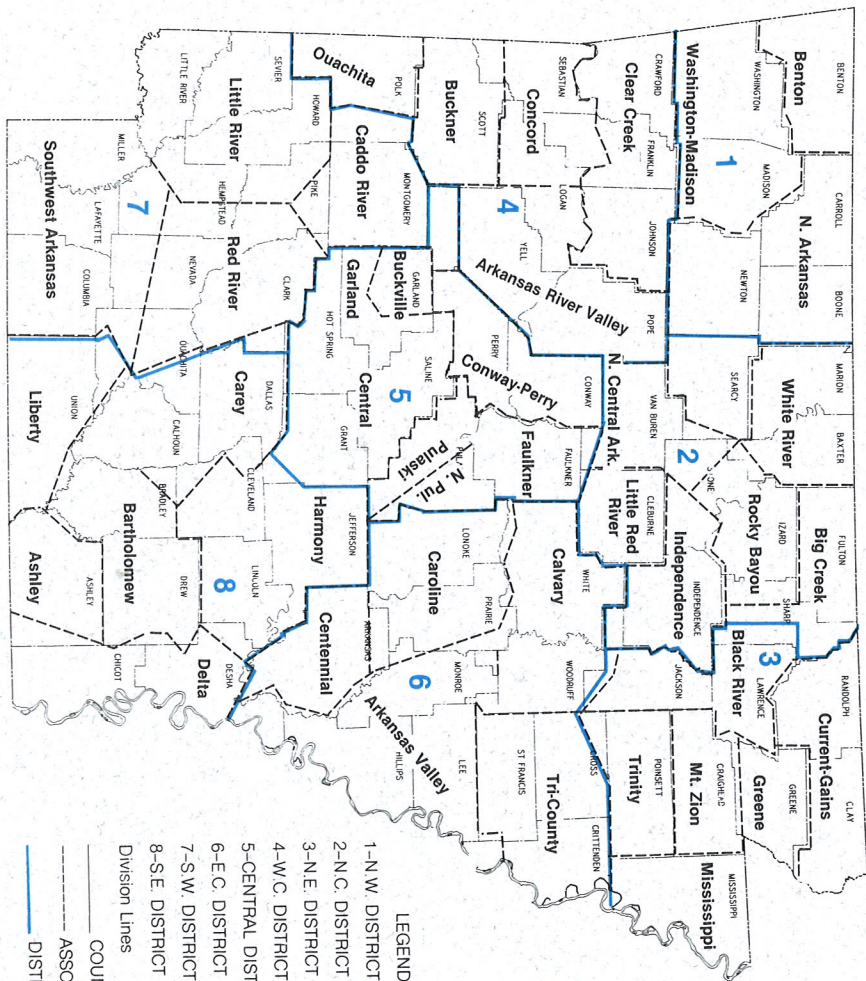 BENTON
Benton
WASHINGTON
Washington-Madison
1
MADISON
CARROLL
BOONE
N. Arkansas
NEWTON
MARION
BAXTER
White River
SEARCY
FULTON
Big Creek
IZARD
Rocky Bayou
SHARP
2
VAN BUREN
N. Central Ark.
CLEBURNE
Little Red
River
INDEPENDENCE
Independence
RANDOLPH
CLAY
Current-Gains
3
LAWRENCE
Black River
GREENE
Greene
CRAIGHEAD
Mt. Zion
MISSISSIPPI
Mississippi
JACKSON
POINSETT
Trinity
CRAWFORD
FRANKLIN
JOHNSON
Clear Creek
SEBASTIAN
Concord
LOGAN
SCOTT
Buckner
4
YELL
POPE
Arkansas River Valley
PERRY
CONWAY
Conway-Perry
FAULKNER
Faulkner
WHITE
Calvary
WOODRUFF
CROSS
CRITTENDEN
Tri-County
ST FRANCIS
POLK
Ouachita
MONTGOMERY
Caddo River
GARLAND
Buckville
Garland
HOT SPRING
SALINE
Central
5
GRANT
Pulaski
N. Pul.
LONOKE
PRAIRIE
Caroline
MONROE
6
LEE
HILLIPS
Arkansas Valley
ARKANSAS
Centennial
SEVIER
HOWARD
PIKE
LITTLE RIVER
Little River
HEMPSTEAD
Red River
NEVADA
CLARK
7
MILLER
LAFAYETTE
COLUMBIA
Southwest Arkansas
OUACHITA
DALLAS
Carey
CALHOUN
UNION
Liberty
JEFFERSON
Harmony
CLEVELAND
LINCOLN
8
BRADLEY
Bartholomew
DREW
ASHLEY
Ashley
DESHA
Delta
CHICOT
LEGEND
1-N.W. DISTRICT
2-N.C. DISTRICT
3-N.E. DISTRICT
4-W.C. DISTRICT
5-CENTRAL DIST
6-E.C. DISTRICT
7-S.W. DISTRICT
8-S.E. DISTRICT
Division Lines
COU
ASSO
DISTI